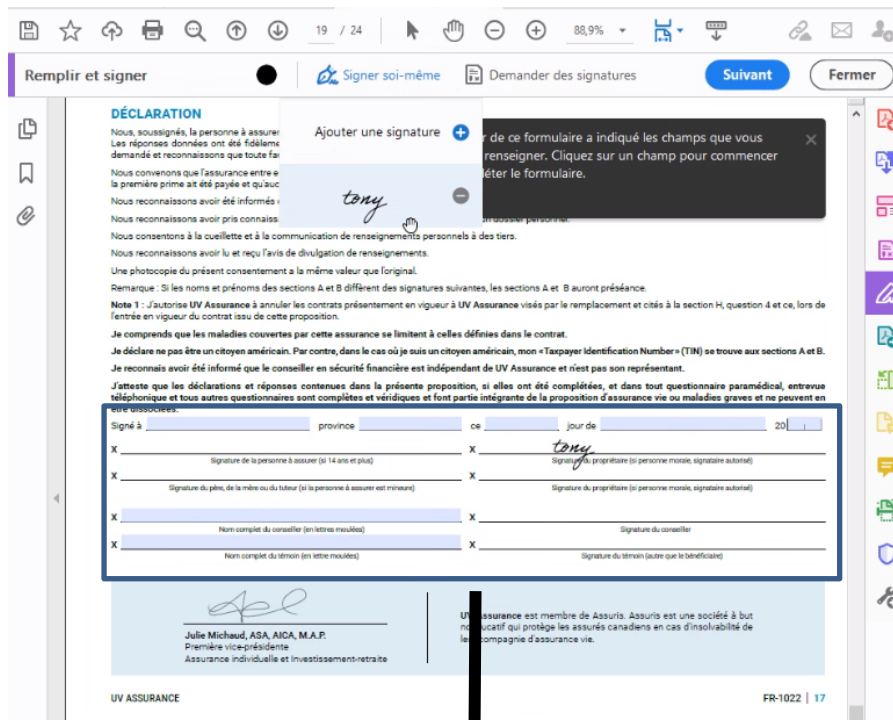 19 / 24
88,9%
Remplir et signer
Signer soi-même
Demander des signatures
Suivant
Fermer
Ajouter une signature
tony
r de ce formulaire a indiqué les champs que vous
renseigner. Cliquez sur un champ pour commencer
léter le formulaire.
DÉCLARATION
Nous, soussignés, la personne à assurer
Les réponses données ont été fidèleme
demandé et reconnaissons que toute fau
Nous convenons que l'assurance entre e
la première prime ait été payée et qu'auc
Nous reconnaissons avoir été informés
Nous reconnaissons avoir pris connaiss
un dossier personnel.
Nous consentons à la cueillette et à la communication de renseignements personnels à des tiers.
Nous reconnaissons avoir lu et reçu l'avis de divulgation de renseignements.
Une photocopie du présent consentement a la même valeur que l'original.
Remarque : Si les noms et prénoms des sections A et B diffèrent des signatures suivantes, les sections A et B auront préséance.
Note 1 : J'autorise UV Assurance à annuler les contrats présentement en vigueur à UV Assurance visés par le remplacement et cités à la section H, question 4 et ce, lors de
l'entrée en vigueur du contrat issu de cette proposition.
Je comprends que les maladies couvertes par cette assurance se limitent à celles définies dans le contrat.
Je déclare ne pas être un citoyen américain. Par contre, dans le cas où je suis un citoyen américain, mon «Taxpayer Identification Number» (TIN) se trouve aux sections A et B.
Je reconnais avoir été informé que le conseiller en sécurité financière est indépendant de UV Assurance et n'est pas son représentant.
J'atteste que les déclarations et réponses contenues dans la présente proposition, si elles ont été complétées, et dans tout questionnaire paramédical, entrevue
téléphonique et tous autres questionnaires sont complètes et véridiques et font partie intégrante de la proposition d'assurance vie ou maladies graves et ne peuvent en
être dissociées.
Signé à province ce jour de 20
X X tony
Signature de la personne à assurer (si 14 ans et plus) Signature du propriétaire (si personne morale, signataire autorisé)
X X
Signature du père, de la mère ou du tuteur (si la personne à assurer est mineure) Signature du propriétaire (si personne morale, signataire autorisé)
X X
Nom complet du conseiller (en lettres moulées) Signature du conseiller
X X
Nom complet du témoin (en lettre moulées) Signature du témoin (autre que le bénéficiaire)
Julie Michaud, ASA, AICA, M.A.P.
Première vice-présidente
Assurance individuelle et Investissement-retraite
Assurance est membre de Assuris. Assuris est une société à but
ucatif qui protège les assurés canadiens en cas d'insolvabilité de
compagnie d'assurance vie.
UV ASSURANCE
FR-1022 | 17